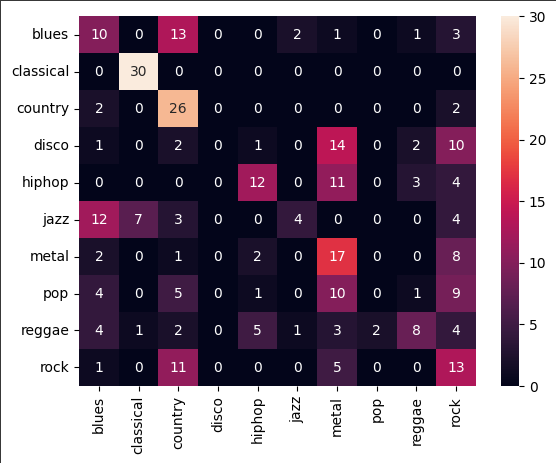 blues 10 0 13 0 0 2 1 0 1 3
classical 0 30 0 0 0 0 0 0 0 0
country 2 0 26 0 0 0 0 0 0 2
disco 1 0 2 0 1 0 14 0 2 10
hiphop 0 0 0 0 12 0 11 0 3 4
jazz 12 7 3 0 0 4 0 0 0 4
metal 2 0 1 0 2 0 17 0 0 8
pop 4 0 5 0 1 0 10 0 1 9
reggae 4 1 2 0 5 1 3 2 8 4
rock 1 0 11 0 0 0 5 0 0 13
blues classical country disco hiphop jazz metal pop reggae rock
30
25
20
15
10
5
0